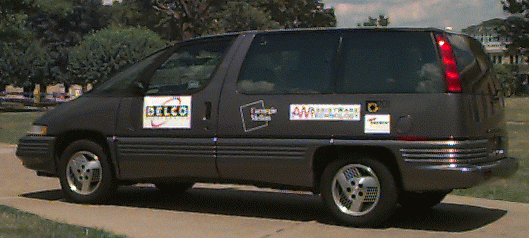 DELCO
Carnegie
Mellon
ASSISTWARE
TECHNOLOGY